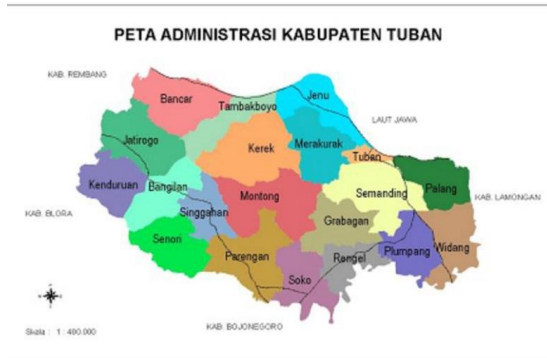 PETA ADMINISTRASI KABUPATEN TUBAN
KAB. REMBANG
Bancar
Tambakboyo
Jenu
LAUT JAWA
Jatirogo
Kerek
Merakurak
Tuban
Kenduruan
Bangilan
Montong
Semanding
Palang
KAB. LAMONGAN
KAB. BLORA
Singgahan
Grabagan
Senori
Parengan
Rengel
Plumpang
Widang
Soko
KAB. BOJONEGORO
Skala : 1 : 400.000